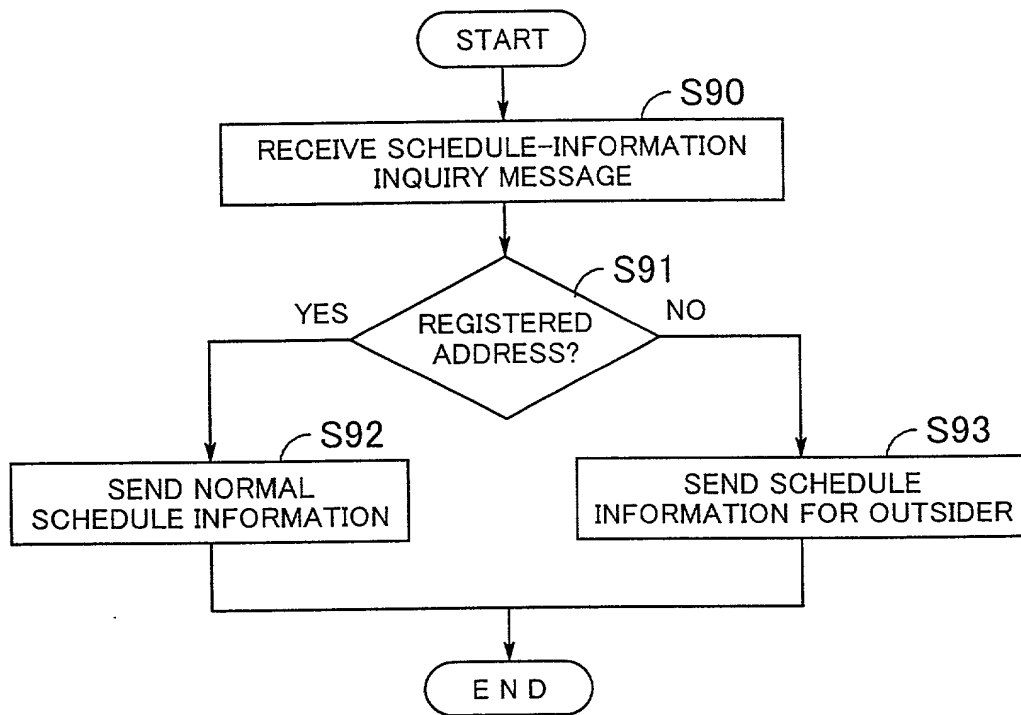 START
S90
RECEIVE SCHEDULE-INFORMATION
INQUIRY MESSAGE
S91
YES
NO
REGISTERED
ADDRESS?
S92
S93
SEND NORMAL
SCHEDULE INFORMATION
SEND SCHEDULE
INFORMATION FOR OUTSIDER
END